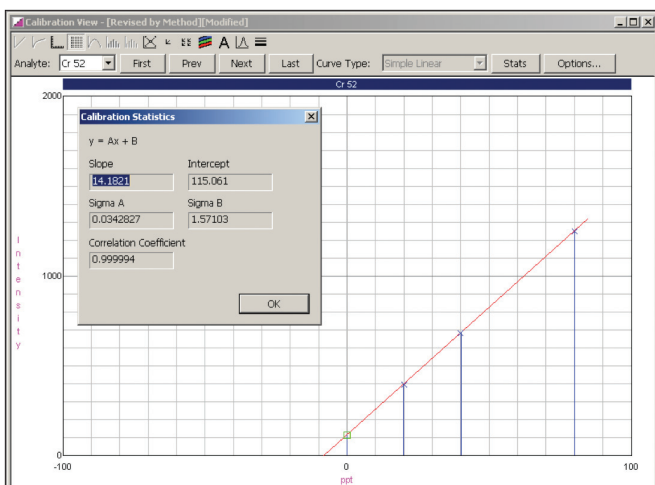 Calibration View - [Revised by Method][Modified]
A
Analyte: Cr 52 First Prev Next Last Curve Type: Simple Linear Stats Options...
Cr 52
2000
Calibration Statistics
y = Ax + B
Slope Intercept
14.1821 115.061
Sigma A Sigma B
0.0342827 1.57103
Correlation Coefficient
0.999994
OK
Intensity
1000
0
-100 0 100
ppt